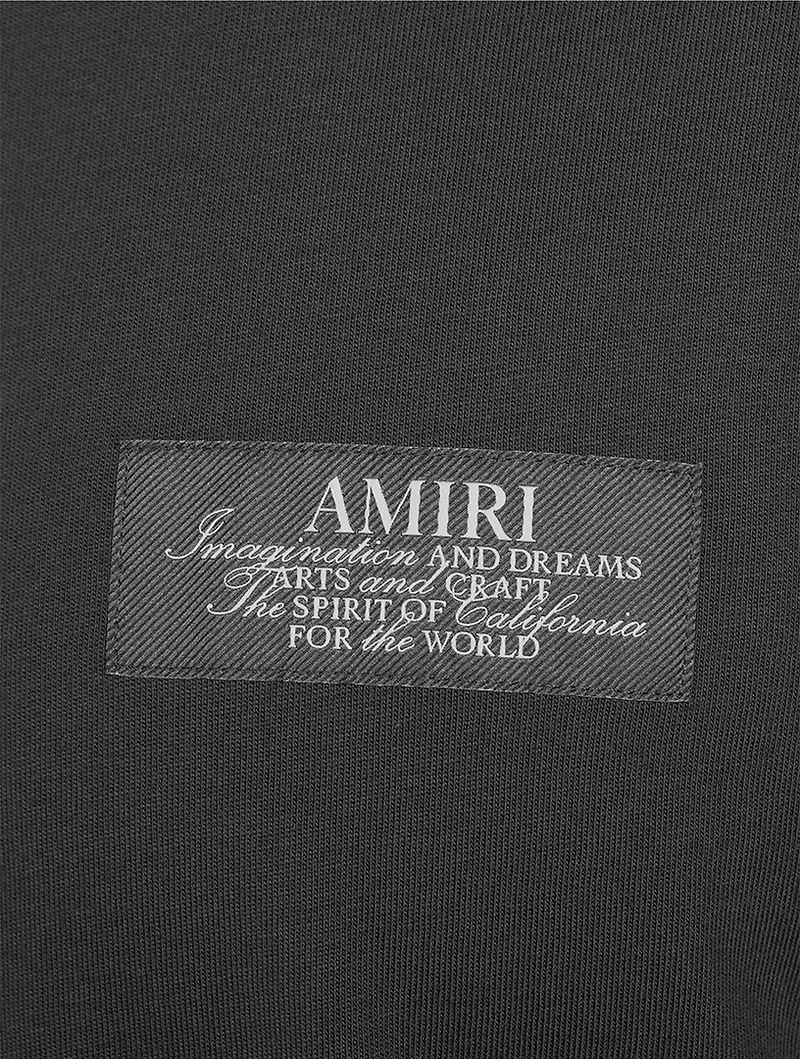 AMIRI
Imagination AND DREAMS
ARTS and CRAFT
The SPIRIT OF California
FOR the WORLD